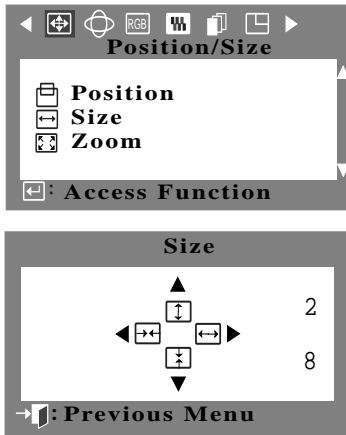 RGB
Position/Size
Position
Size
Zoom
: Access Function
Size
2
8
:Previous Menu